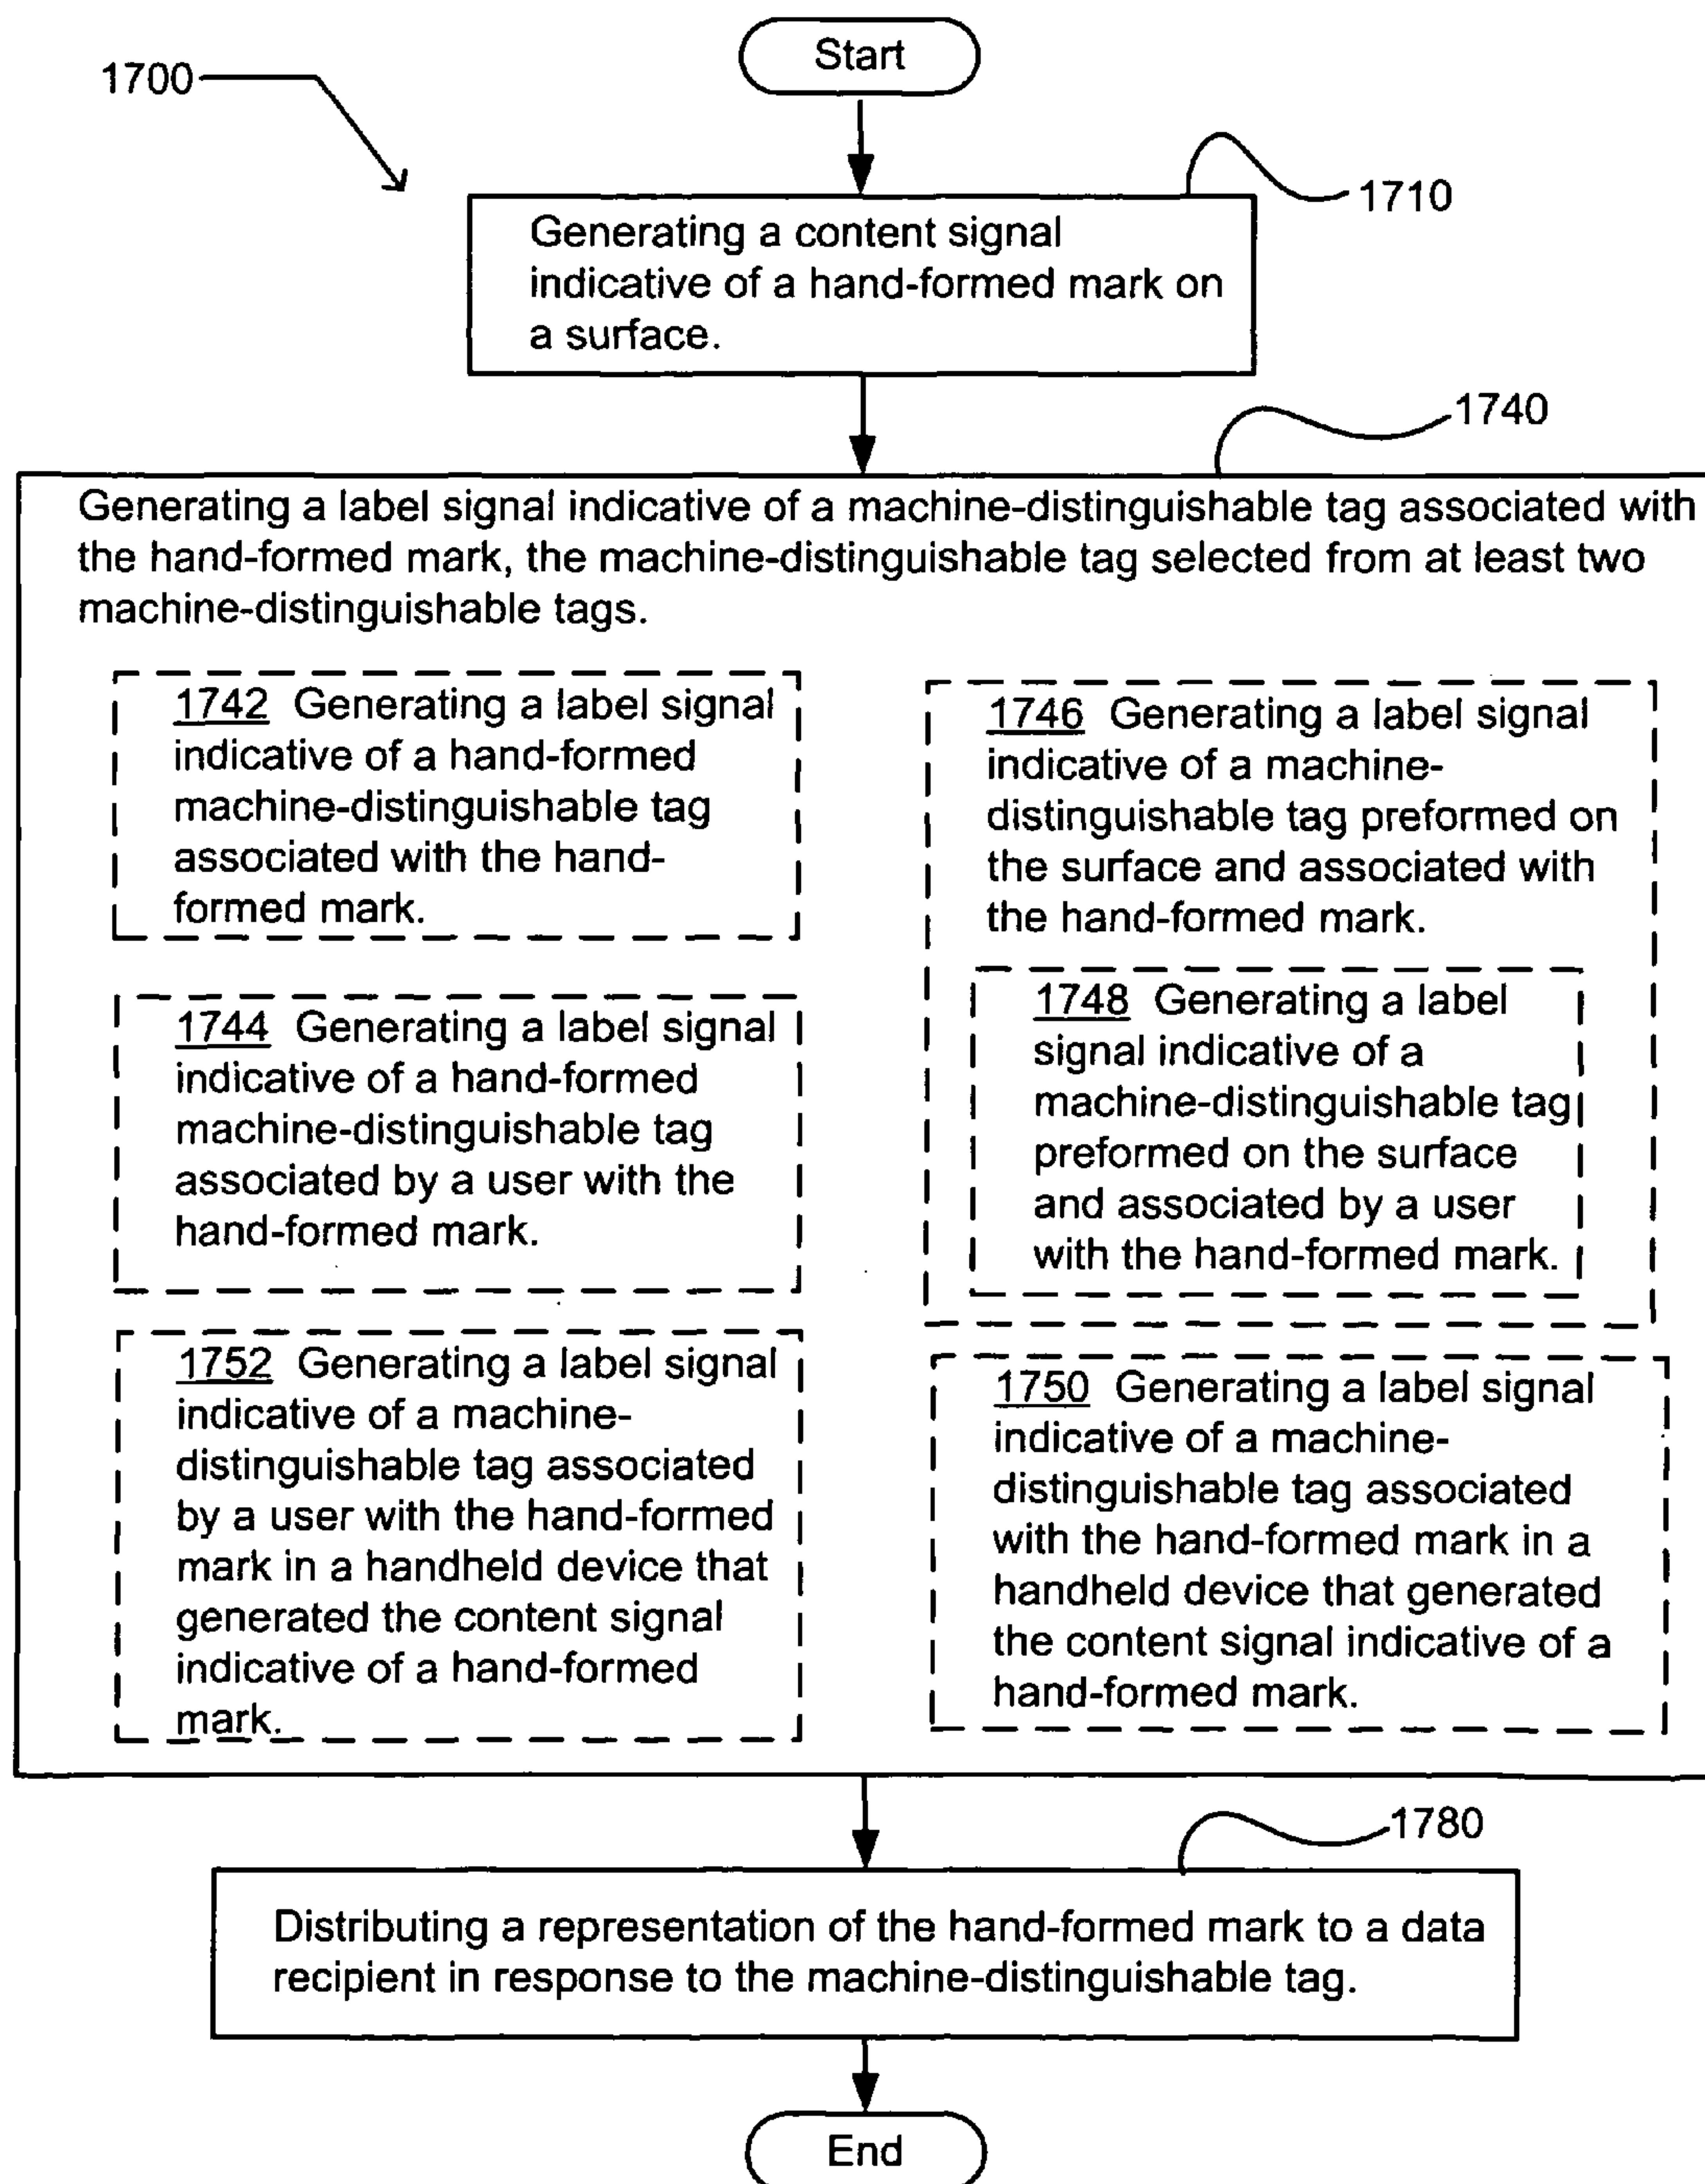 Start
1700
1710
Generating a content signal
indicative of a hand-formed mark on
a surface.
1740
Generating a label signal indicative of a machine-distinguishable tag associated with
the hand-formed mark, the machine-distinguishable tag selected from at least two
machine-distinguishable tags.
1742 Generating a label signal
indicative of a hand-formed
machine-distinguishable tag
associated with the hand-
formed mark.
1746 Generating a label signal
indicative of a machine-
distinguishable tag preformed on
the surface and associated with
the hand-formed mark.
1744 Generating a label signal
indicative of a hand-formed
machine-distinguishable tag
associated by a user with the
hand-formed mark.
1748 Generating a label
signal indicative of a
machine-distinguishable tag
preformed on the surface
and associated by a user
with the hand-formed mark.
1752 Generating a label signal
indicative of a machine-
distinguishable tag associated
by a user with the hand-formed
mark in a handheld device that
generated the content signal
indicative of a hand-formed
mark.
1750 Generating a label signal
indicative of a machine-
distinguishable tag associated
with the hand-formed mark in a
handheld device that generated
the content signal indicative of a
hand-formed mark.
1780
Distributing a representation of the hand-formed mark to a data
recipient in response to the machine-distinguishable tag.
End